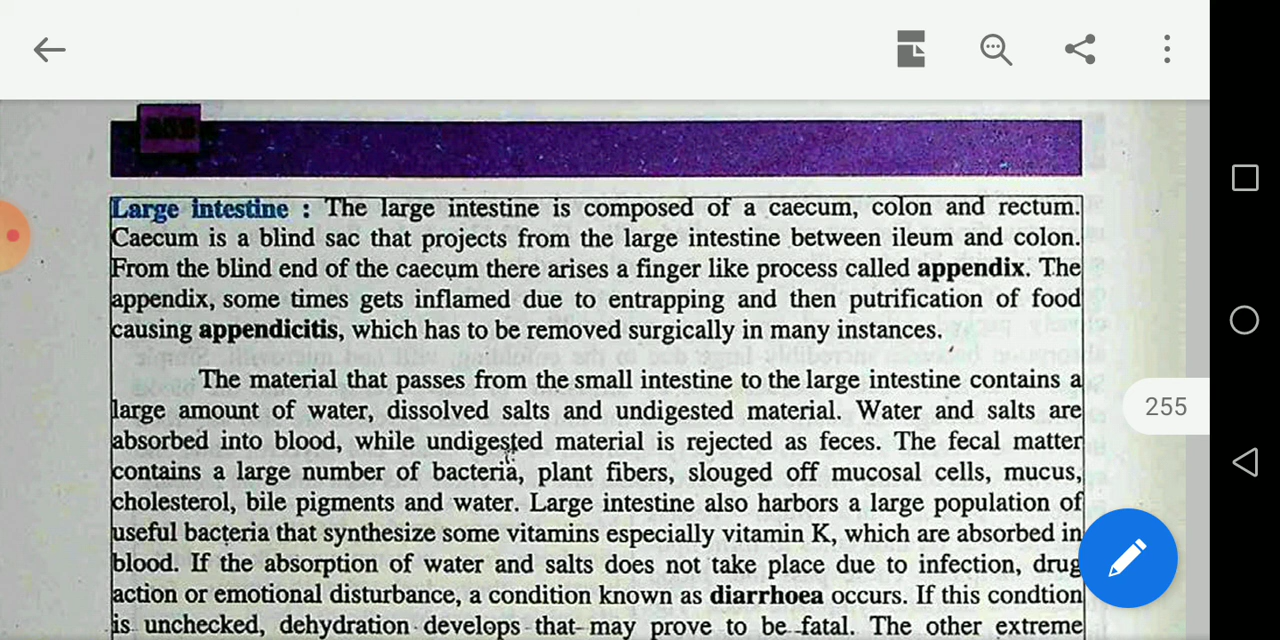 Large intestine : The large intestine is composed of a caecum, colon and rectum.
Caecum is a blind sac that projects from the large intestine between ileum and colon.
From the blind end of the caecum there arises a finger like process called appendix. The
appendix, some times gets inflamed due to entrapping and then putrification of food
causing appendicitis, which has to be removed surgically in many instances.
The material that passes from the small intestine to the large intestine contains a
large amount of water, dissolved salts and undigested material. Water and salts are
absorbed into blood, while undigested material is rejected as feces. The fecal matter
contains a large number of bacteria, plant fibers, slouged off mucosal cells, mucus,
cholesterol, bile pigments and water. Large intestine also harbors a large population of
useful bacteria that synthesize some vitamins especially vitamin K, which are absorbed in
blood. If the absorption of water and salts does not take place due to infection, drug
action or emotional disturbance, a condition known as diarrhoea occurs. If this condtion
is unchecked, dehydration develops that may prove to be fatal. The other extreme
255